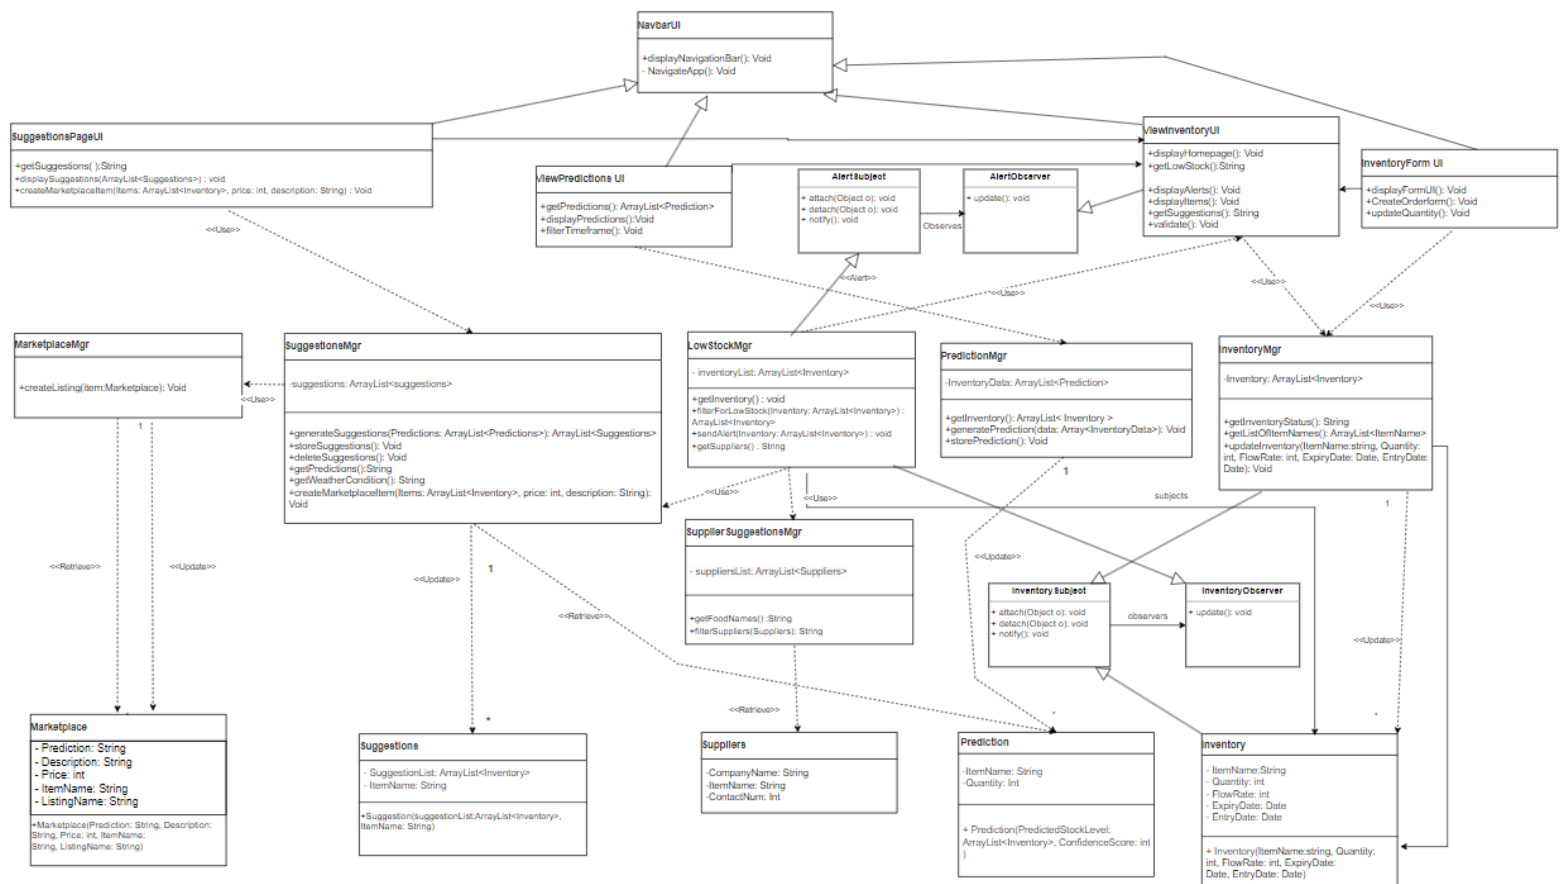 NavbarUI
+displayNavigationBar(): Void
- NavigateApp(): Void
SuggestionsPageUI
+getSuggestions( ):String
+displaySuggestions(ArrayList<Suggestions>) : void
+createMarketplaceItem(Items: ArrayList<Inventory>, price: int, description: String) : Void
ViewPredictions UI
+getPredictions(): ArrayList<Prediction>
+displayPredictions():Void
+filterTimeframe(): Void
AlertSubject
+ attach(Object o): void
+ detach(Object o): void
+ notify(): void
Observes
AlertObserver
+ update(): void
ViewInventoryUI
+displayHomepage(): Void
+getLowStock():String
+displayAlerts(): Void
+displayItems(): Void
+getSuggestions(): String
+validate(): Void
InventoryForm UI
+displayFormUI(): Void
+CreateOrderform(): Void
+updateQuantity(): Void
<<Use>>
<<Alert>>
<<Use>>
<<Use>>
<<Use>>
MarketplaceMgr
+createListing(item:Marketplace): Void
1
<<Use>>
SuggestionsMgr
-suggestions: ArrayList<suggestions>
+generateSuggestions(Predictions: ArrayList<Predictions>): ArrayList<Suggestions>
+storeSuggestions(): Void
+deleteSuggestions(): Void
+getPredictions():String
+getWeatherCondition(): String
+createMarketplaceItem(Items: ArrayList<Inventory>, price: int, description: String):
Void
LowStockMgr
- inventoryList: ArrayList<Inventory>
+getInventory() : void
+filterForLowStock(Inventory: ArrayList<Inventory>) :
ArrayList<Inventory>
+sendAlert(Inventory: ArrayList<Inventory>) : void
+getSuppliers() : String
PredictionMgr
-InventoryData: ArrayList<Prediction>
+getInventory(): ArrayList< Inventory >
+generatePrediction(data: Array<InventoryData>): Void
+storePrediction(): Void
1
InventoryMgr
-Inventory: ArrayList<Inventory>
+getInventoryStatus(): String
+getListOfItemNames(): ArrayList<ItemName>
+updateInventory(ItemName:string, Quantity:
int, FlowRate: int, ExpiryDate: Date, EntryDate:
Date): Void
1
<<Use>>
<<Use>>
subjects
SupplierSuggestionsMgr
- suppliersList: ArrayList<Suppliers>
+getFoodNames() :String
+filterSuppliers(Suppliers): String
<<Retrieve>>
<<Update>>
<<Update>>
1
<<Retrieve>>
<<Update>>
InventorySubject
+ attach(Object o): void
+ detach(Object o): void
+ notify(): void
observers
InventoryObserver
+ update(): void
<<Update>>
<<Retrieve>>
*
*
*
Marketplace
- Prediction: String
- Description: String
- Price: int
- ItemName: String
- ListingName: String
+Marketplace(Prediction: String, Description:
String, Price: int, ItemName:
String, ListingName: String)
Suggestions
- SuggestionList: ArrayList<Inventory>
- ItemName: String
+Suggestion(suggestionList:ArrayList<Inventory>,
ItemName: String)
Suppliers
-CompanyName: String
-ItemName: String
-ContactNum: Int
Prediction
-ItemName: String
-Quantity: Int
+ Prediction(PredictedStockLevel:
ArrayList<Inventory>, ConfidenceScore: int
)
Inventory
- ItemName:String
- Quantity: int
- FlowRate: int
- ExpiryDate: Date
- EntryDate: Date
+ Inventory(ItemName:string, Quantity:
int, FlowRate: int, ExpiryDate:
Date, EntryDate: Date)